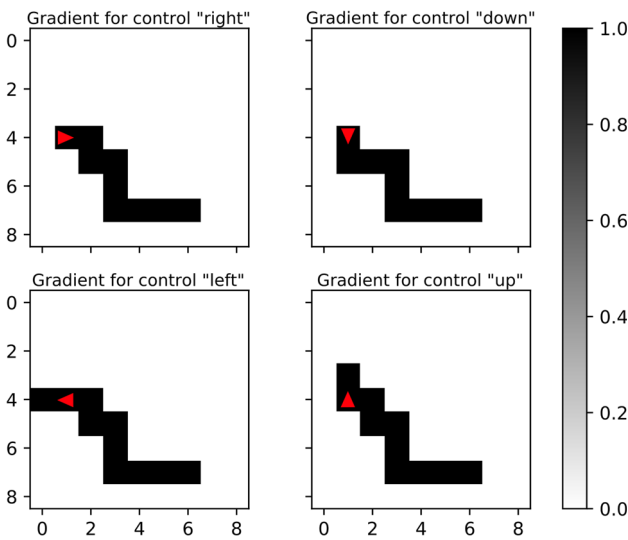 Gradient for control "right"
Gradient for control "down"
0
2
4
6
8
1.0
0.8
0.6
0.4
0.2
0.0
Gradient for control "left"
Gradient for control "up"
0
2
4
6
8
0 2 4 6 8
0 2 4 6 8